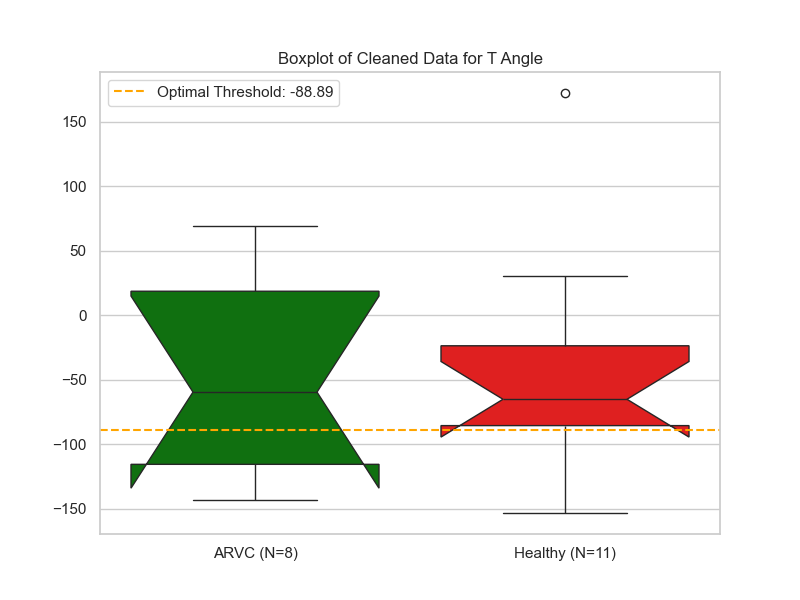 Boxplot of Cleaned Data for T Angle
Optimal Threshold: -88.89
150
100
50
0
−50
−100
−150
ARVC (N=8)
Healthy (N=11)